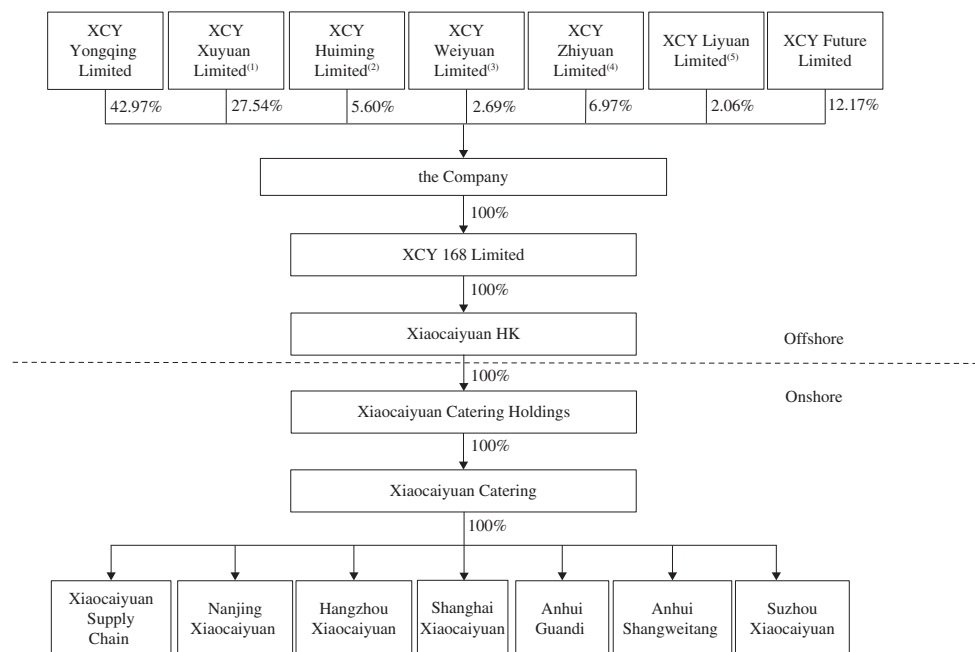 XCY
Yongqing
Limited
XCY
Xuyuan
Limited(1)
XCY
Huiming
Limited(2)
XCY
Weiyuan
Limited(3)
XCY
Zhiyuan
Limited(4)
XCY Liyuan
Limited(5)
XCY Future
Limited
42.97%
27.54%
5.60%
2.69%
6.97%
2.06%
12.17%
the Company
100%
XCY 168 Limited
100%
Xiaocaiyuan HK
Offshore
100%
Onshore
Xiaocaiyuan Catering Holdings
100%
Xiaocaiyuan Catering
100%
Xiaocaiyuan
Supply
Chain
Nanjing
Xiaocaiyuan
Hangzhou
Xiaocaiyuan
Shanghai
Xiaocaiyuan
Anhui
Guandi
Anhui
Shangweitang
Suzhou
Xiaocaiyuan